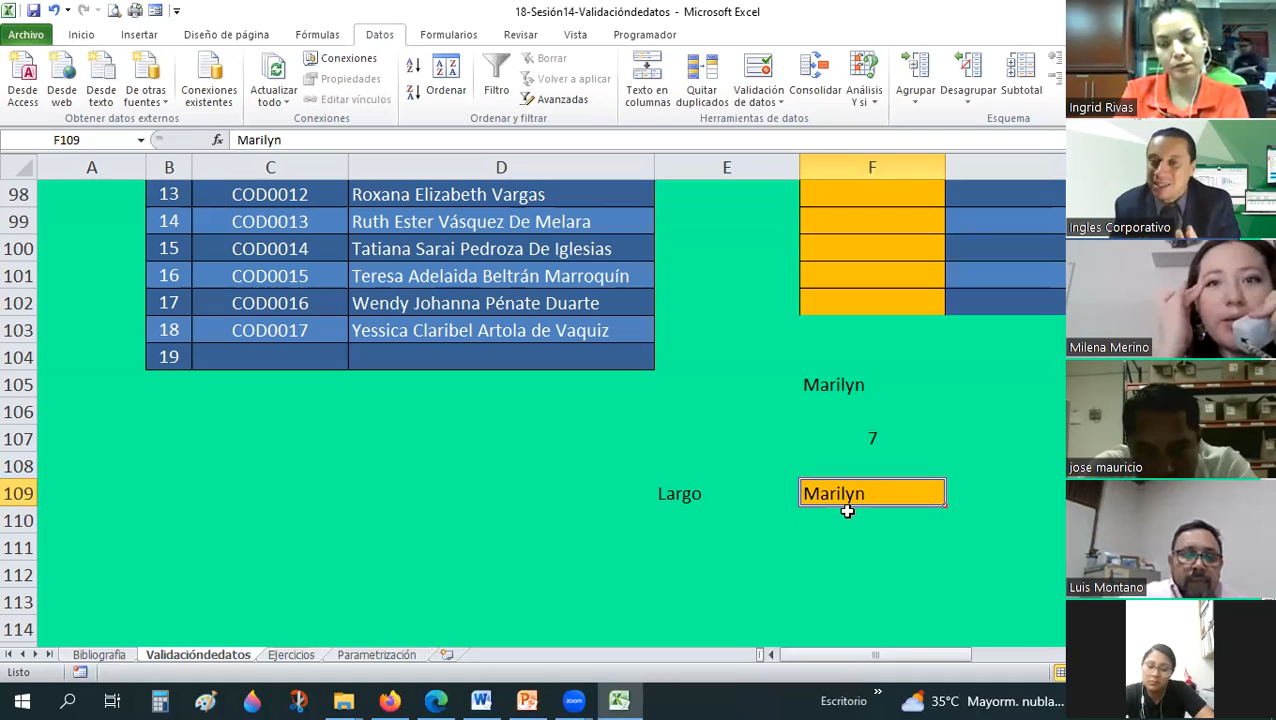 18-Sesión14-Validacióndedatos - Microsoft Excel
Archivo Inicio Insertar Diseño de página Fórmulas Datos Formularios Revisar Vista Programador
Desde Access
Desde web
Desde texto
De otras fuentes
Conexiones existentes
Obtener datos externos
Actualizar todo
Conexiones
Propiedades
Editar vínculos
Conexiones
Ordenar
Filtro
Borrar
Volver a aplicar
Avanzadas
Ordenar y filtrar
Texto en columnas
Quitar duplicados
Validación de datos
Consolidar
Análisis Y si
Herramientas de datos
Agrupar
Desagrupar
Subtotal
Esquema
F109 fx Marilyn
A B C D E F
98 13 COD0012 Roxana Elizabeth Vargas
99 14 COD0013 Ruth Ester Vásquez De Melara
100 15 COD0014 Tatiana Sarai Pedroza De Iglesias
101 16 COD0015 Teresa Adelaida Beltrán Marroquín
102 17 COD0016 Wendy Johanna Pénate Duarte
103 18 COD0017 Yessica Claribel Artola de Vaquiz
104 19
105 Marilyn
106
107 7
108
109 Largo Marilyn
110
111
112
113
114
Bibliografia Validacióndedatos Ejercicios Parametrización
Listo
Escritorio » 35°C Mayorm. nubla...
Ingrid Rivas
Ingles Corporativo
Milena Merino
jose mauricio
Luis Montano